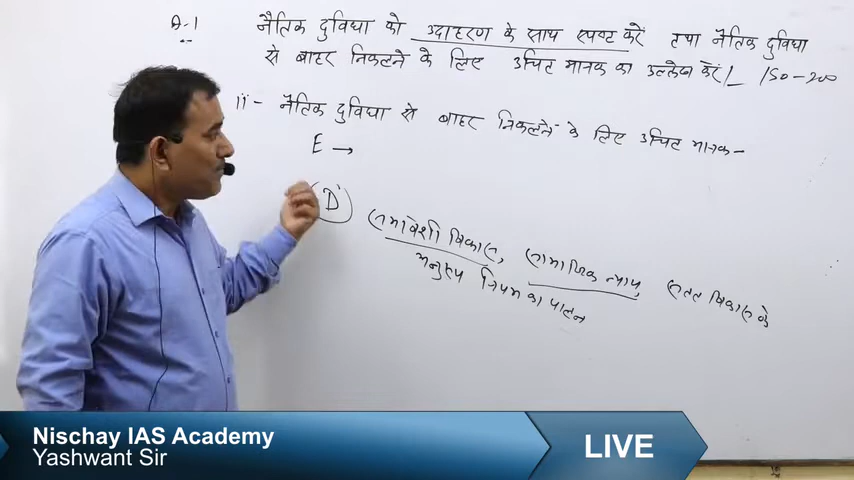 Q-1 नैतिक दुविधा को उदाहरण के साथ स्पष्ट करें तथा नैतिक दुविधा
से बाहर निकलने के लिए उचित मानक का उल्लेख करें/_ 150-200
ii - नैतिक दुविधा से बाहर निकलने के लिए उचित मानक-
E →
D'
समावेशी विकास, सामाजिक न्याय, सतत विकास के
अनुरूप नियम का पालन
Nischay IAS Academy
Yashwant Sir
LIVE